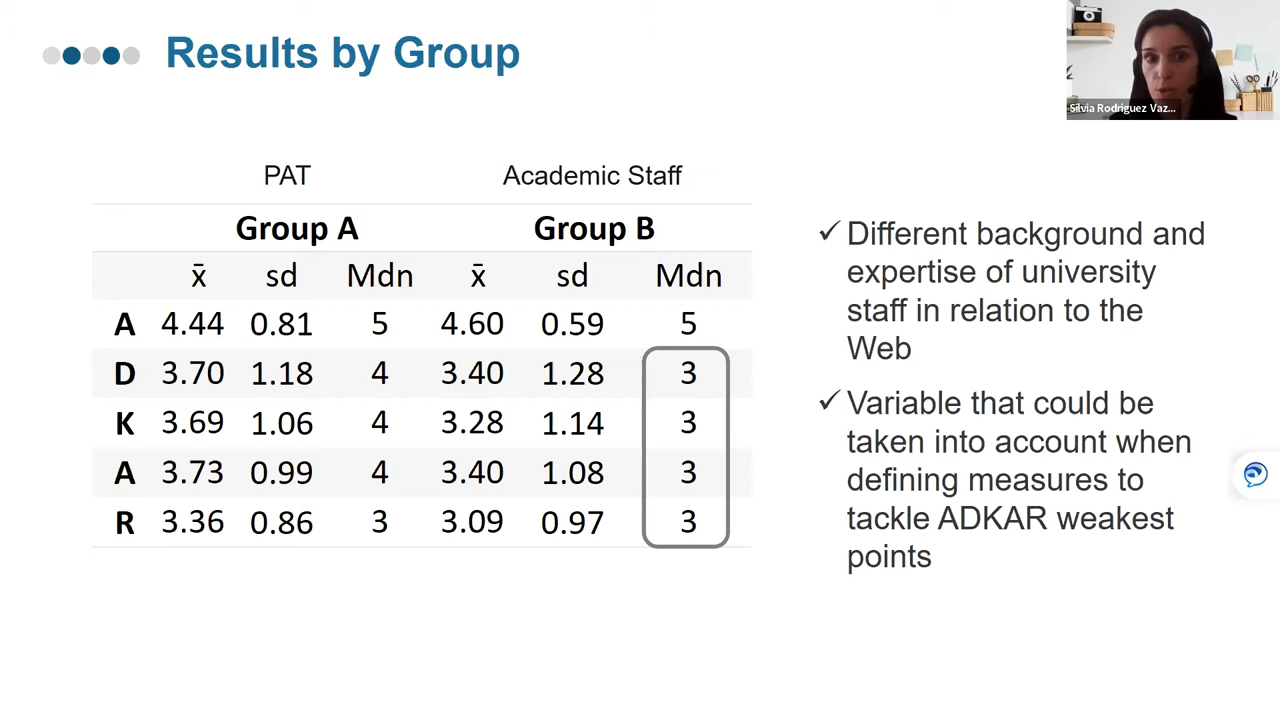 Results by Group
Silvia Rodríguez Vaz...
PAT Academic Staff
Group A Group B
x̄ sd Mdn x̄ sd Mdn
A 4.44 0.81 5 4.60 0.59 5
D 3.70 1.18 4 3.40 1.28 3
K 3.69 1.06 4 3.28 1.14 3
A 3.73 0.99 4 3.40 1.08 3
R 3.36 0.86 3 3.09 0.97 3
✓ Different background and
expertise of university
staff in relation to the
Web
✓ Variable that could be
taken into account when
defining measures to
tackle ADKAR weakest
points